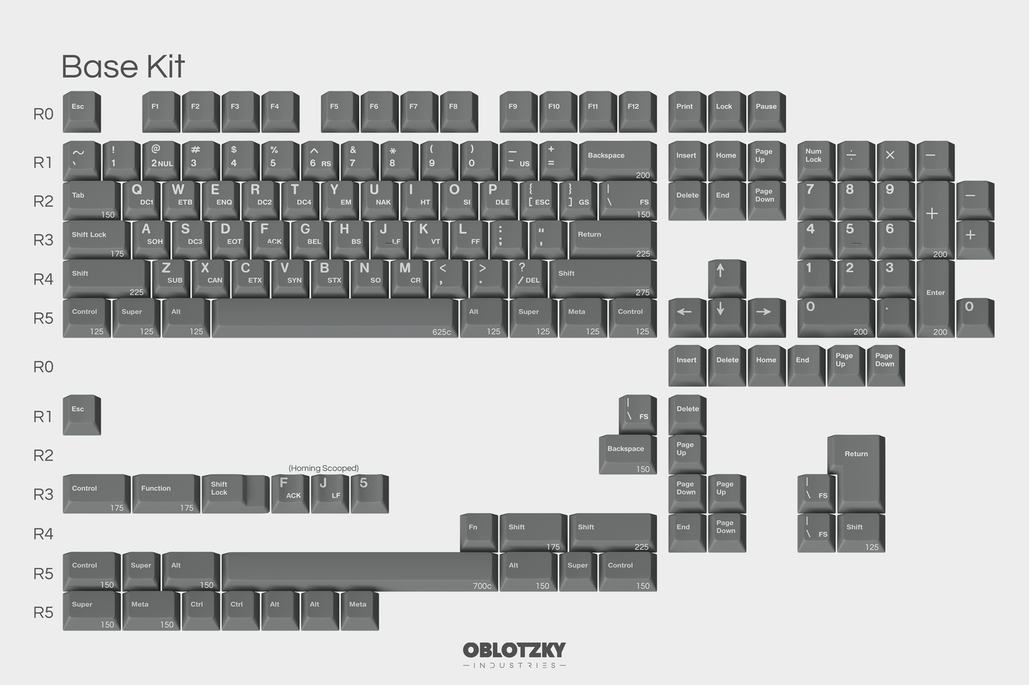 Base Kit
R0 Esc F1 F2 F3 F4 F5 F6 F7 F8 F9 F10 F11 F12 Print Lock Pause
R1 ~ ` ! 1 @ 2 NUL # 3 $ 4 % 5 ^ 6 RS & 7 * 8 ( 9 ) 0 _ - US + = Backspace 200 Insert Home Page Up Num Lock ÷ × −
R2 Tab 150 Q DC1 W ETB E ENQ R DC2 T DC4 Y EM U NAK I HT O SI P DLE { [ ESC } ] GS | \ FS 150 Delete End Page Down 7 8 9 + 200 −
R3 Shift Lock 175 A SOH S DC3 D EOT F ACK G BEL H BS J LF K VT L FF : ; " ' Return 225 4 5 6 +
R4 Shift 225 Z SUB X CAN C ETX V SYN B STX N SO M CR < , > . ? / DEL Shift 275 ↑ 1 2 3 Enter 200
R5 Control 125 Super 125 Alt 125 625c Alt 125 Super 125 Meta 125 Control 125 ← ↓ → 0 200 . 0
R0 Insert Delete Home End Page Up Page Down
R1 Esc | \ FS Delete
R2 Backspace 150 Page Up Return
(Homing Scooped)
R3 Control 175 Function 175 Shift Lock F ACK J LF 5 Page Down Page Up | \ FS
R4 Fn Shift 175 Shift 225 End Page Down | \ FS Shift 125
R5 Control 150 Super Alt 150 700c Alt 150 Super Control 150
R5 Super 150 Meta 150 Ctrl Ctrl Alt Alt Meta
OBLOTZKY
INDUSTRIES